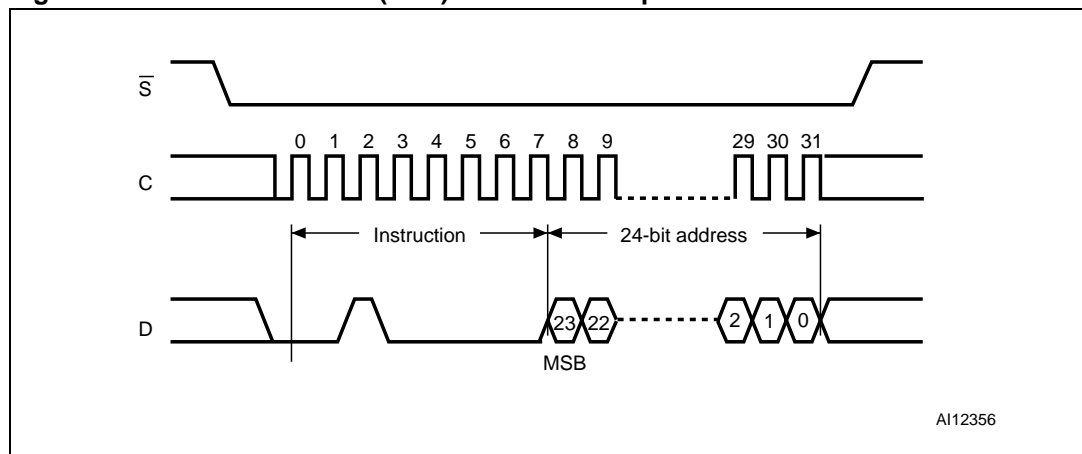 S̅
0 1 2 3 4 5 6 7 8 9 29 30 31
C
Instruction 24-bit address
D 23 22 2 1 0
MSB
AI12356